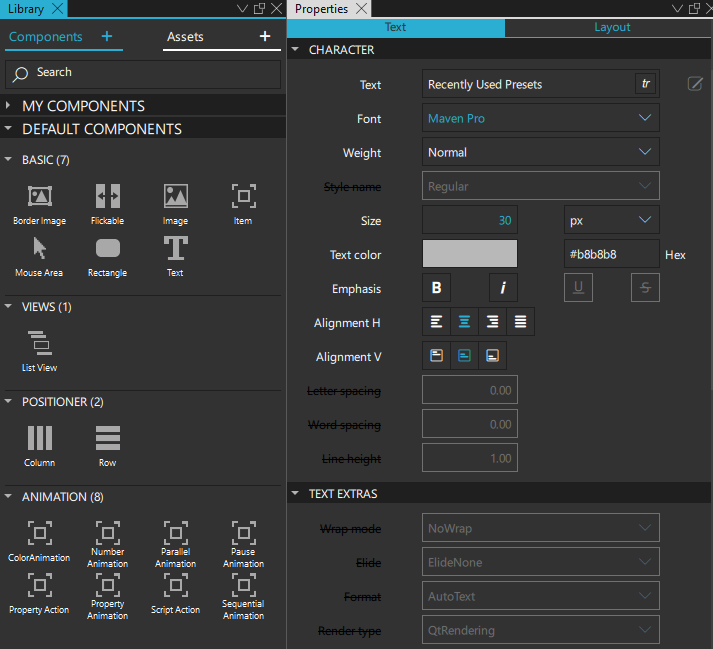 Library
Components +
Assets +
Search
MY COMPONENTS
DEFAULT COMPONENTS
BASIC (7)
Border Image
Flickable
Image
Item
Mouse Area
Rectangle
Text
VIEWS (1)
List View
POSITIONER (2)
Column
Row
ANIMATION (8)
ColorAnimation
Number
Animation
Parallel
Animation
Pause
Animation
Property Action
Property
Animation
Script Action
Sequential
Animation
Properties
Text
Layout
CHARACTER
Text Recently Used Presets tr
Font Maven Pro
Weight Normal
Style name Regular
Size 30 px
Text color #b8b8b8 Hex
Emphasis B i U S
Alignment H
Alignment V
Letter spacing 0.00
Word spacing 0.00
Line height 1.00
TEXT EXTRAS
Wrap mode NoWrap
Elide ElideNone
Format AutoText
Render type QtRendering